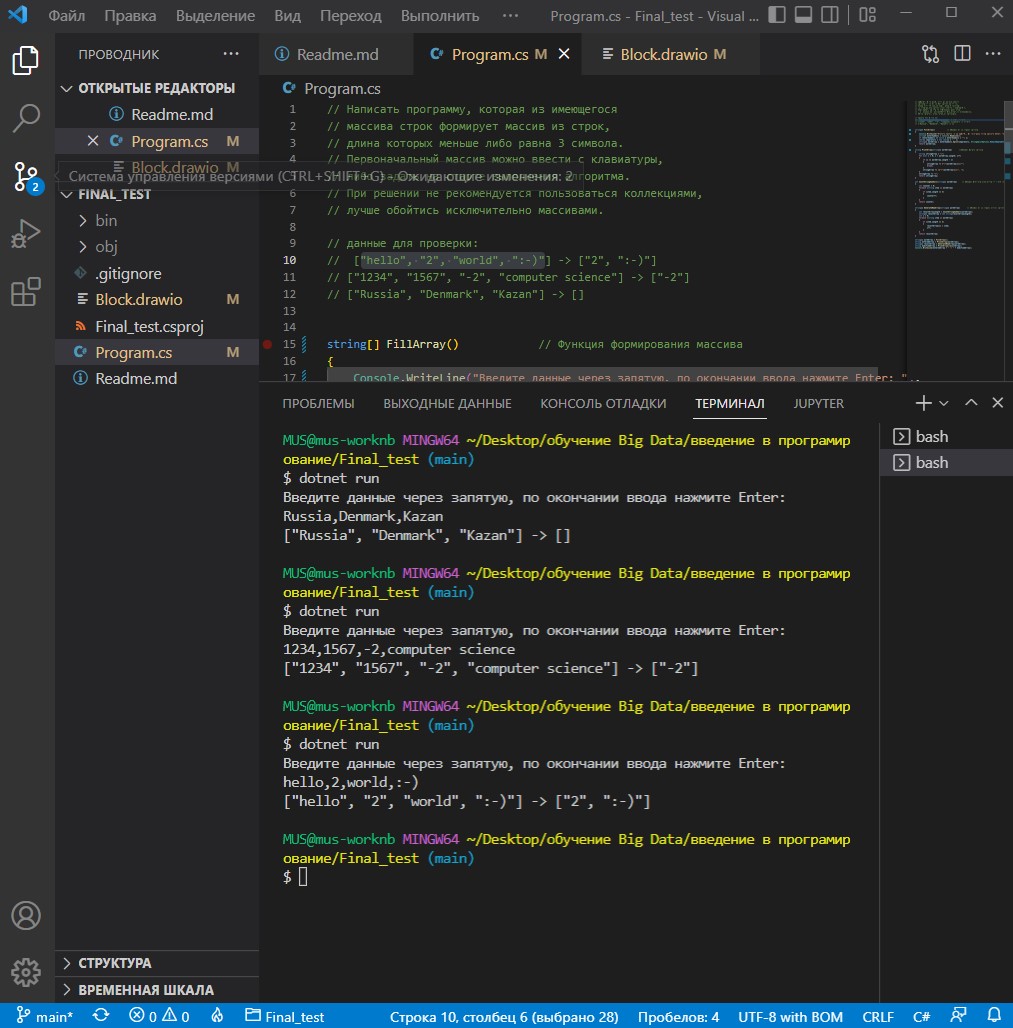 Файл Правка Выделение Вид Переход Выполнить ··· Program.cs - Final_test - Visual ...
ПРОВОДНИК ···
Readme.md Program.cs M Block.drawio M
ОТКРЫТЫЕ РЕДАКТОРЫ
Readme.md
Program.cs M
Block.drawio M
Система управления версиями (CTRL+SHIFT+G) – Ожидающие изменения: 2
2
FINAL_TEST
bin
obj
.gitignore
Block.drawio M
Final_test.csproj
Program.cs M
Readme.md
Program.cs
1 // Написать программу, которая из имеющегося
2 // массива строк формирует массив из строк,
3 // длина которых меньше либо равна 3 символа.
4 // Первоначальный массив можно ввести с клавиатуры,
5 алгоритма.
6 // При решении не рекомендуется пользоваться коллекциями,
7 // лучше обойтись исключительно массивами.
8
9 // данные для проверки:
10 // ["hello", "2", "world", ":-)"] -> ["2", ":-)"]
11 // ["1234", "1567", "-2", "computer science"] -> ["-2"]
12 // ["Russia", "Denmark", "Kazan"] -> []
13
14
15 string[] FillArray() // Функция формирования массива
16 {
17 Console.WriteLine("Введите данные через запятую, по окончании ввода нажмите Enter: "
ПРОБЛЕМЫ ВЫХОДНЫЕ ДАННЫЕ КОНСОЛЬ ОТЛАДКИ ТЕРМИНАЛ JUPYTER
bash
bash
MUS@mus-worknb MINGW64 ~/Desktop/обучение Big Data/введение в програмир
ование/Final_test (main)
$ dotnet run
Введите данные через запятую, по окончании ввода нажмите Enter:
Russia,Denmark,Kazan
["Russia", "Denmark", "Kazan"] -> []
MUS@mus-worknb MINGW64 ~/Desktop/обучение Big Data/введение в програмир
ование/Final_test (main)
$ dotnet run
Введите данные через запятую, по окончании ввода нажмите Enter:
1234,1567,-2,computer science
["1234", "1567", "-2", "computer science"] -> ["-2"]
MUS@mus-worknb MINGW64 ~/Desktop/обучение Big Data/введение в програмир
ование/Final_test (main)
$ dotnet run
Введите данные через запятую, по окончании ввода нажмите Enter:
hello,2,world,:-)
["hello", "2", "world", ":-)"] -> ["2", ":-)"]
MUS@mus-worknb MINGW64 ~/Desktop/обучение Big Data/введение в програмир
ование/Final_test (main)
$
СТРУКТУРА
ВРЕМЕННАЯ ШКАЛА
main* 0 0 Final_test Строка 10, столбец 6 (выбрано 28) Пробелов: 4 UTF-8 with BOM CRLF C#